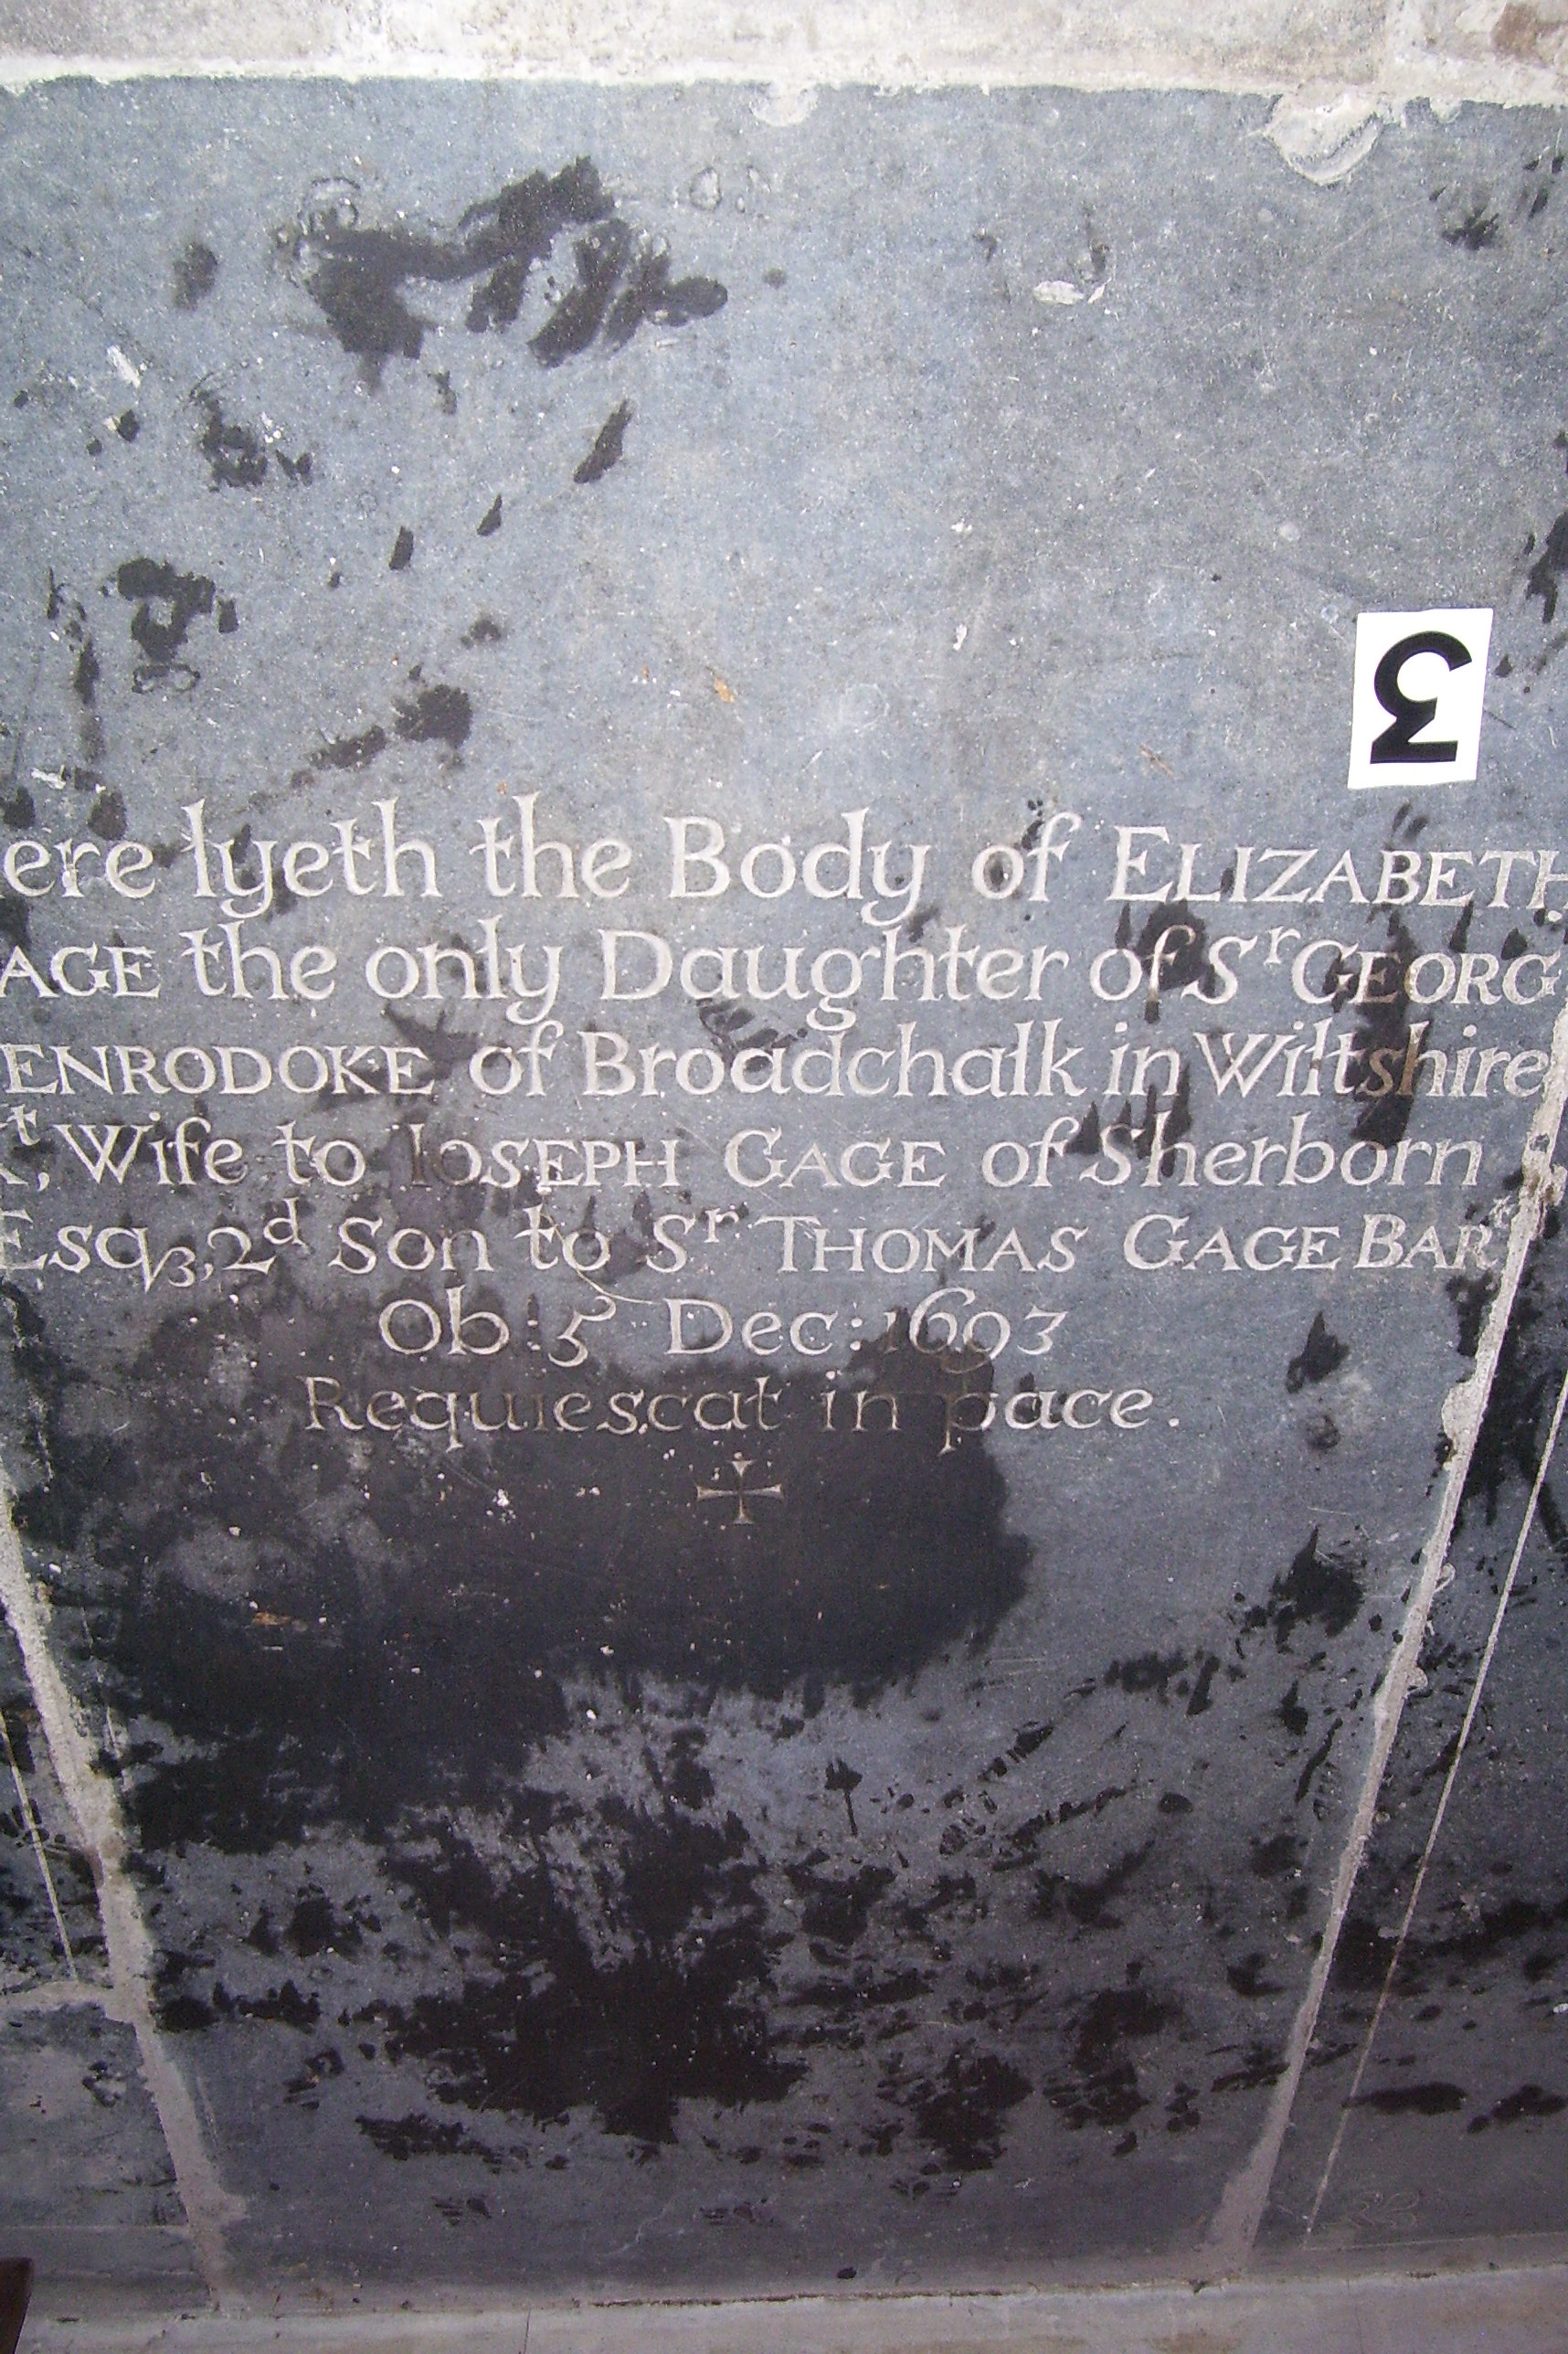 3
ere lyeth the Body of ELIZABETH
AGE the only Daughter of Sr GEORG
ENRODOKE of Broadchalk in Wiltshire
t, Wife to IOSEPH GAGE of Sherborn
Esq3, 2d Son to Sr THOMAS GAGE BARt
Ob: 5 Dec: 1693
Requiescat in pace.